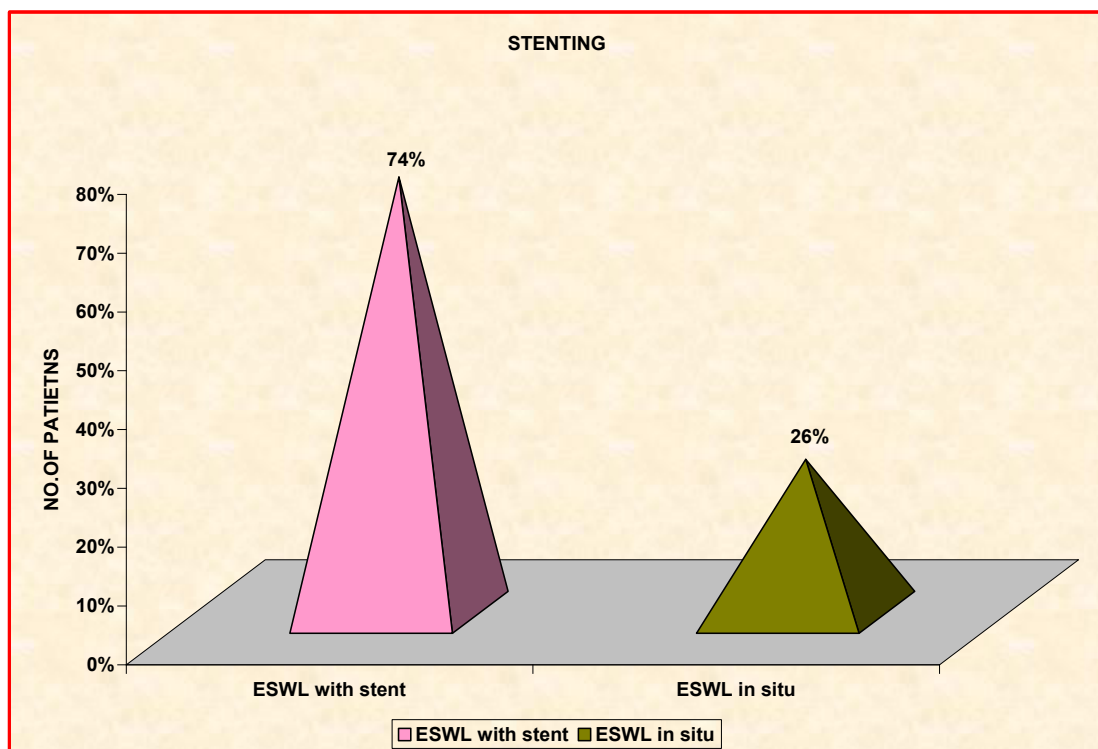 STENTING
74%
80%
70%
60%
50%
40%
30%
20%
10%
0%
26%
NO.OF PATIETNS
ESWL with stent
ESWL in situ
ESWL with stent ESWL in situ